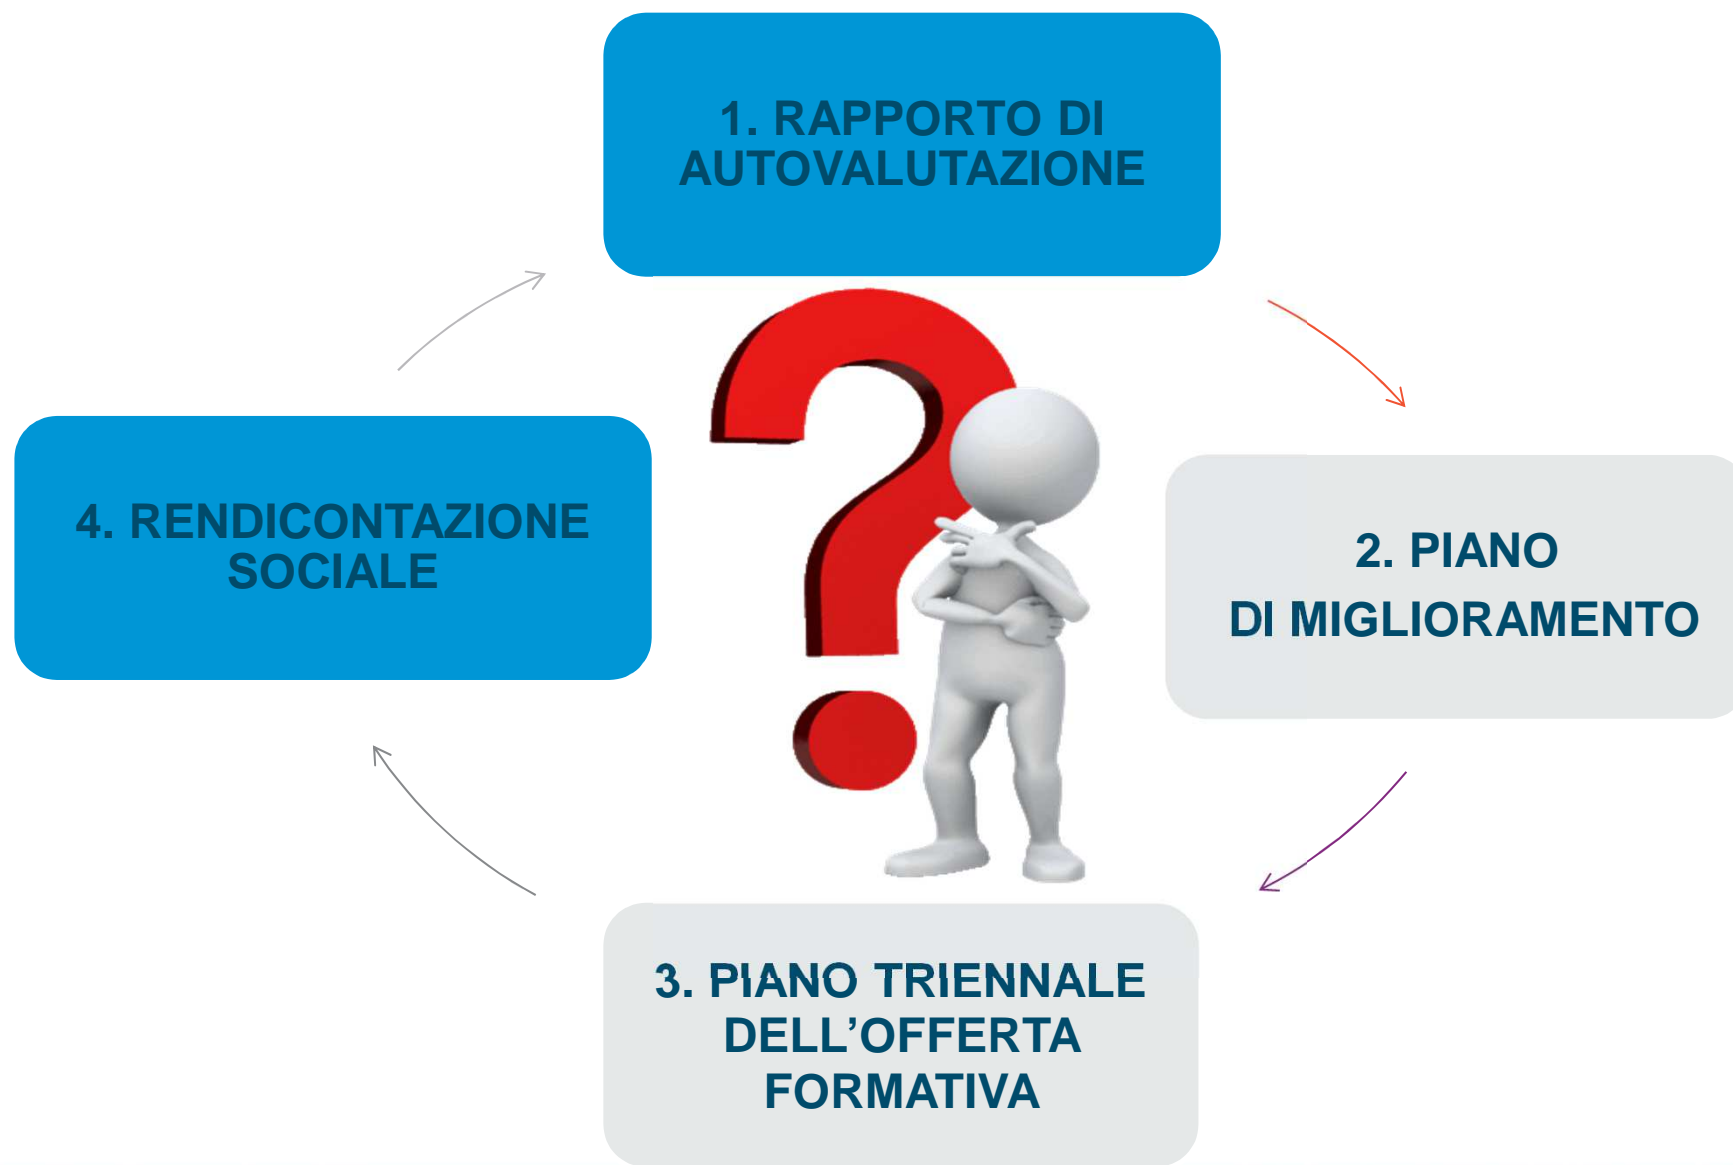 1. RAPPORTO DI
AUTOVALUTAZIONE
2. PIANO
DI MIGLIORAMENTO
3. PIANO TRIENNALE
DELL’OFFERTA
FORMATIVA
4. RENDICONTAZIONE
SOCIALE